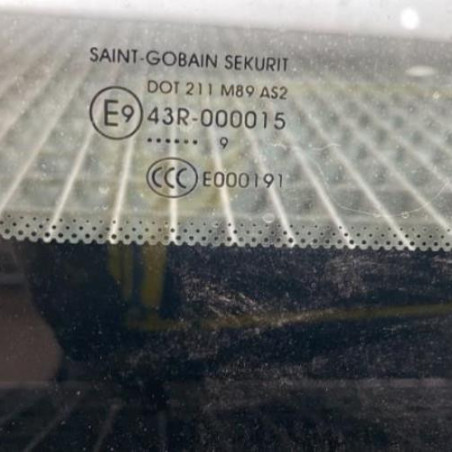 SAINT-GOBAIN SEKURIT
DOT 211 M89 AS2
E9 43R-000015
•••••• 9
CCC E000191